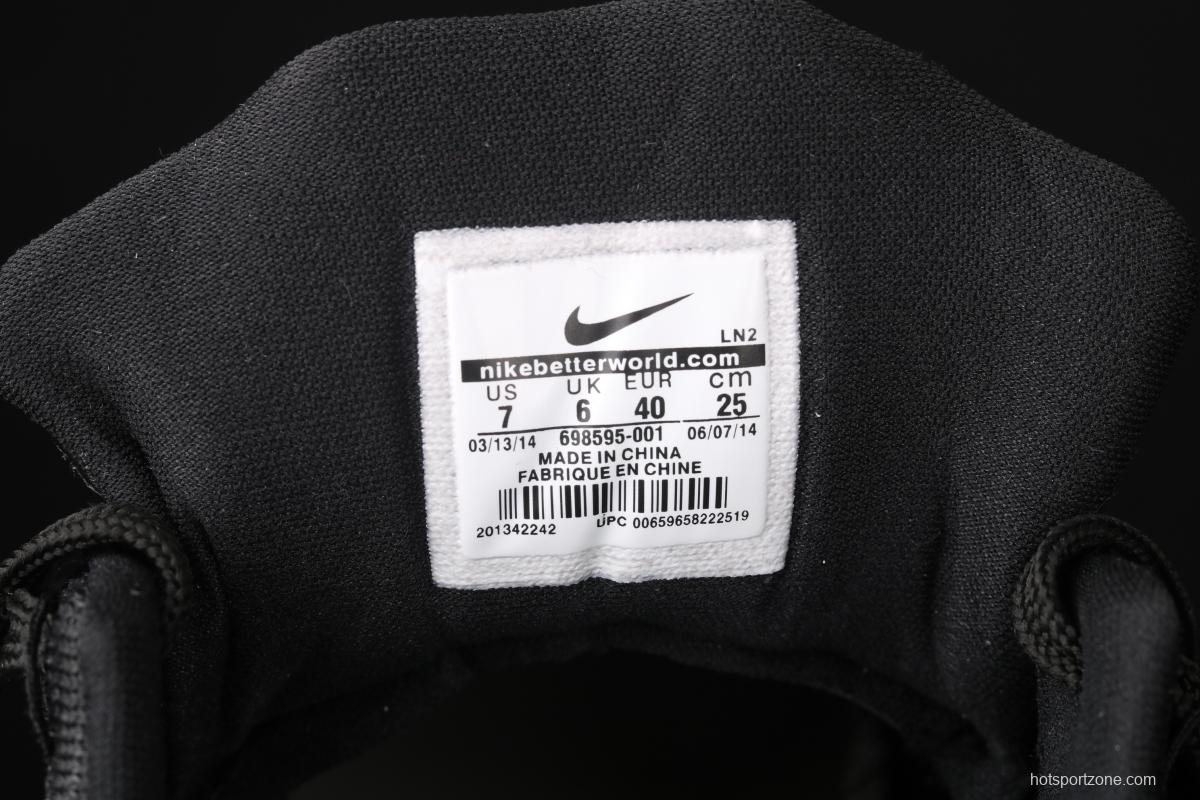 LN2
nikebetterworld.com
US UK EUR cm
7 6 40 25
03/13/14 698595-001 06/07/14
MADE IN CHINA
FABRIQUE EN CHINE
201342242 UPC 00659658222519
hotsportzone.com